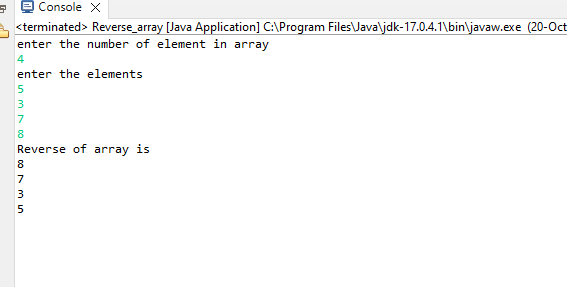 Console
<terminated> Reverse_array [Java Application] C:\Program Files\Java\jdk-17.0.4.1\bin\javaw.exe (20-Oct
enter the number of element in array
4
enter the elements
5
3
7
8
Reverse of array is
8
7
3
5